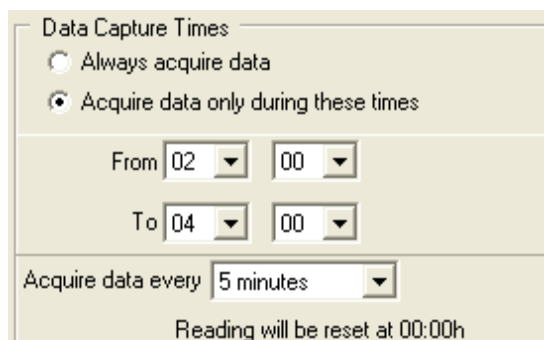 Data Capture Times
Always acquire data
Acquire data only during these times
From 02 00
To 04 00
Acquire data every 5 minutes
Reading will be reset at 00:00h